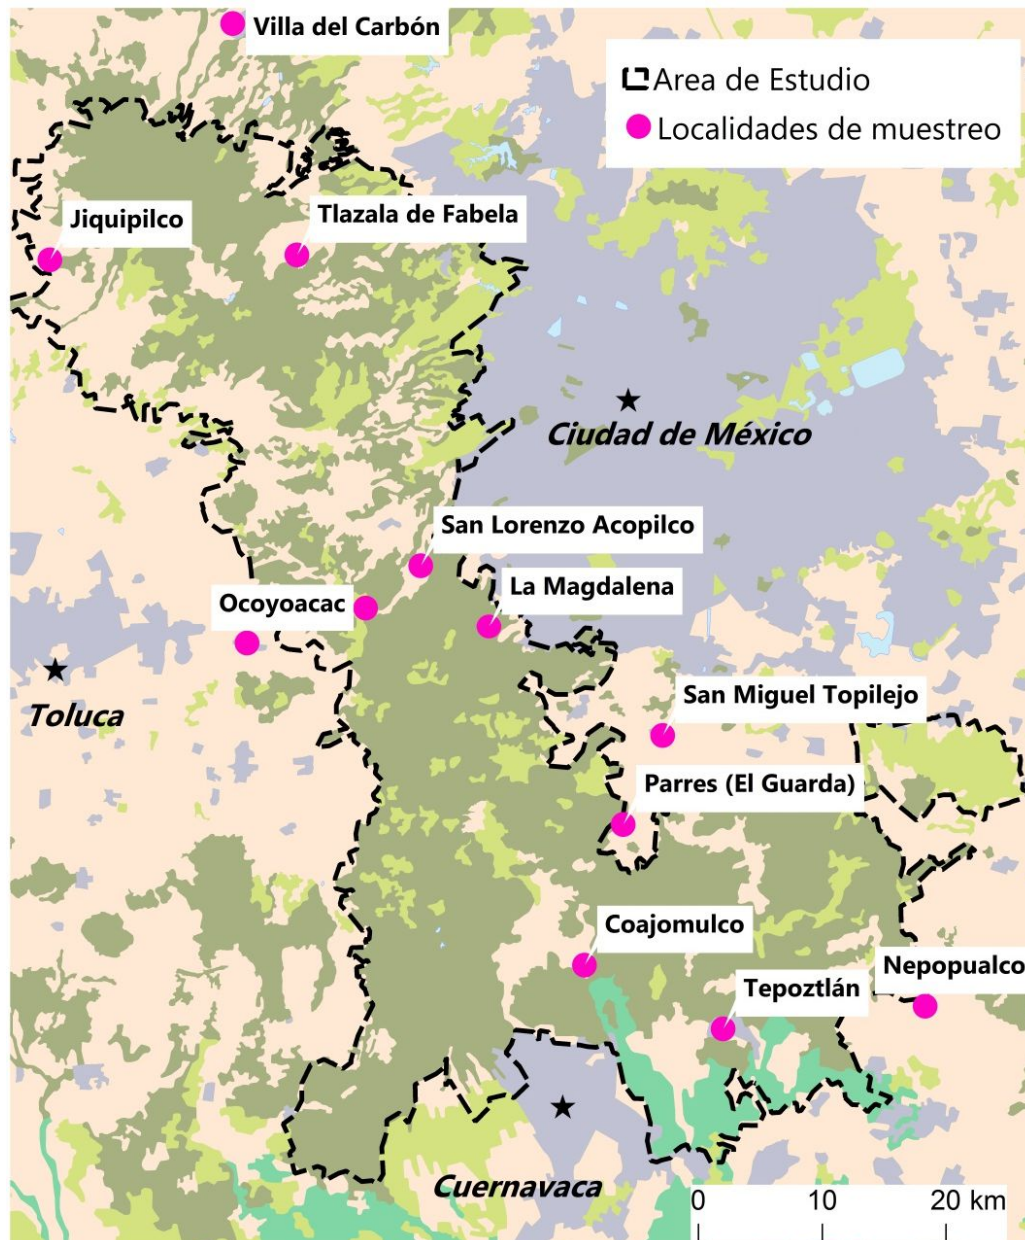 Villa del Carbón
Area de Estudio
Localidades de muestreo
Jiquipilco
Tlazala de Fabela
Ciudad de México
San Lorenzo Acopilco
La Magdalena
Ocoyoacac
San Miguel Topilejo
Toluca
Parres (El Guarda)
Coajomulco
Nepopualco
Tepoztlán
Cuernavaca
0 10 20 km